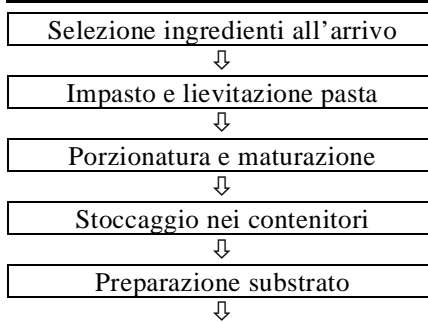 Selezione ingredienti all'arrivo
⇩
Impasto e lievitazione pasta
⇩
Porzionatura e maturazione
⇩
Stoccaggio nei contenitori
⇩
Preparazione substrato
⇩